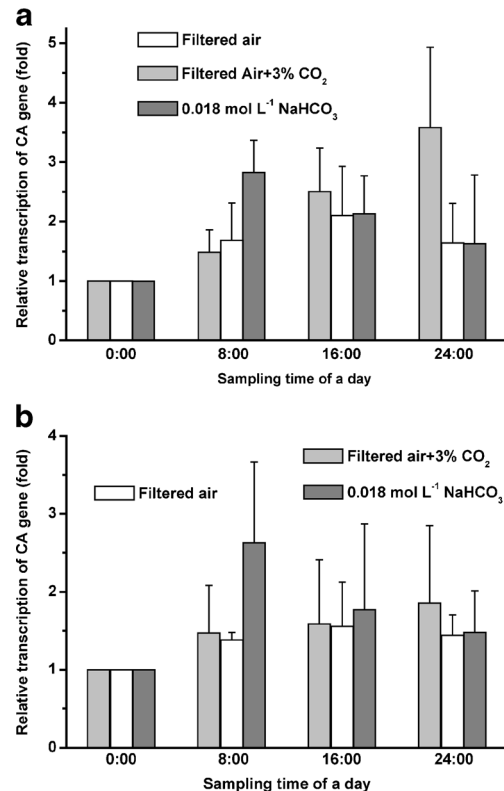 a
Filtered air
Filtered Air+3% CO₂
0.018 mol L⁻¹ NaHCO₃
Relative transcription of CA gene (fold)
5
4
3
2
1
0
0:00 8:00 16:00 24:00
Sampling time of a day
b
Filtered air+3% CO₂
Filtered air
0.018 mol L⁻¹ NaHCO₃
Relative transcription of CA gene (fold)
4
3
2
1
0
0:00 8:00 16:00 24:00
Sampling time of a day